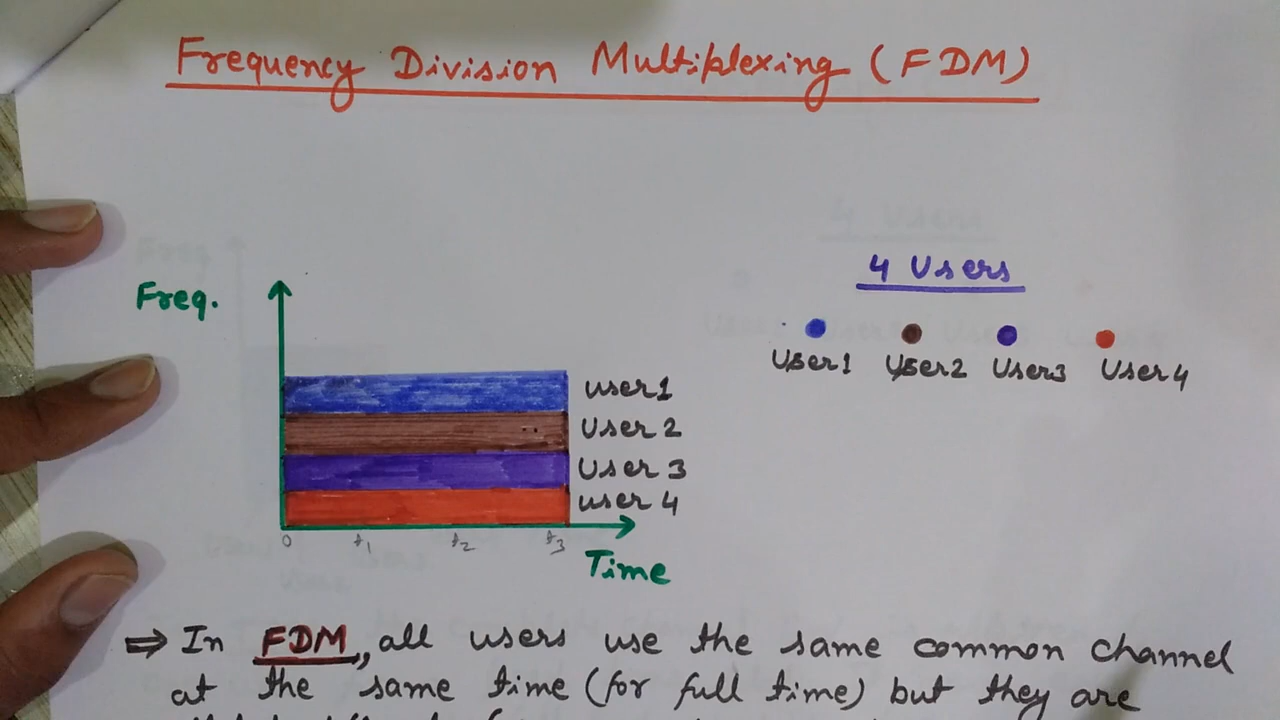 Frequency Division Multiplexing (FDM)
4 Users
Freq.
User1 User2 User3 User4
user1
User 2
User 3
user 4
0 t1 t2 t3
Time
⇒ In FDM, all users use the same common channel
at the same time (for full time) but they are